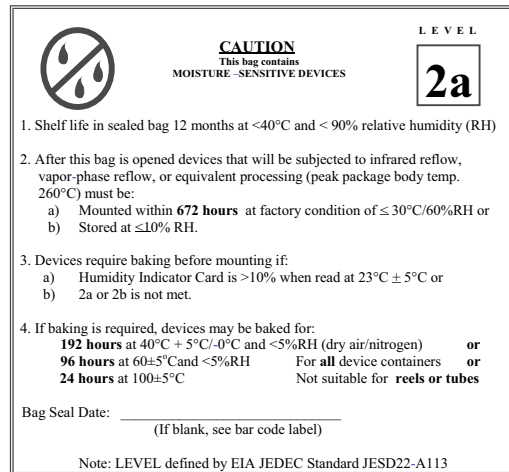 LEVEL
CAUTION
This bag contains
MOISTURE –SENSITIVE DEVICES
2a
1. Shelf life in sealed bag 12 months at <40°C and < 90% relative humidity (RH)
2. After this bag is opened devices that will be subjected to infrared reflow,
vapor-phase reflow, or equivalent processing (peak package body temp.
260°C) must be:
a) Mounted within 672 hours at factory condition of ≤ 30°C/60%RH or
b) Stored at ≤10% RH.
3. Devices require baking before mounting if:
a) Humidity Indicator Card is >10% when read at 23°C ± 5°C or
b) 2a or 2b is not met.
4. If baking is required, devices may be baked for:
192 hours at 40°C + 5°C/-0°C and <5%RH (dry air/nitrogen) or
96 hours at 60±5°Cand <5%RH For all device containers or
24 hours at 100±5°C Not suitable for reels or tubes
Bag Seal Date: ______________________________
(If blank, see bar code label)
Note: LEVEL defined by EIA JEDEC Standard JESD22-A113